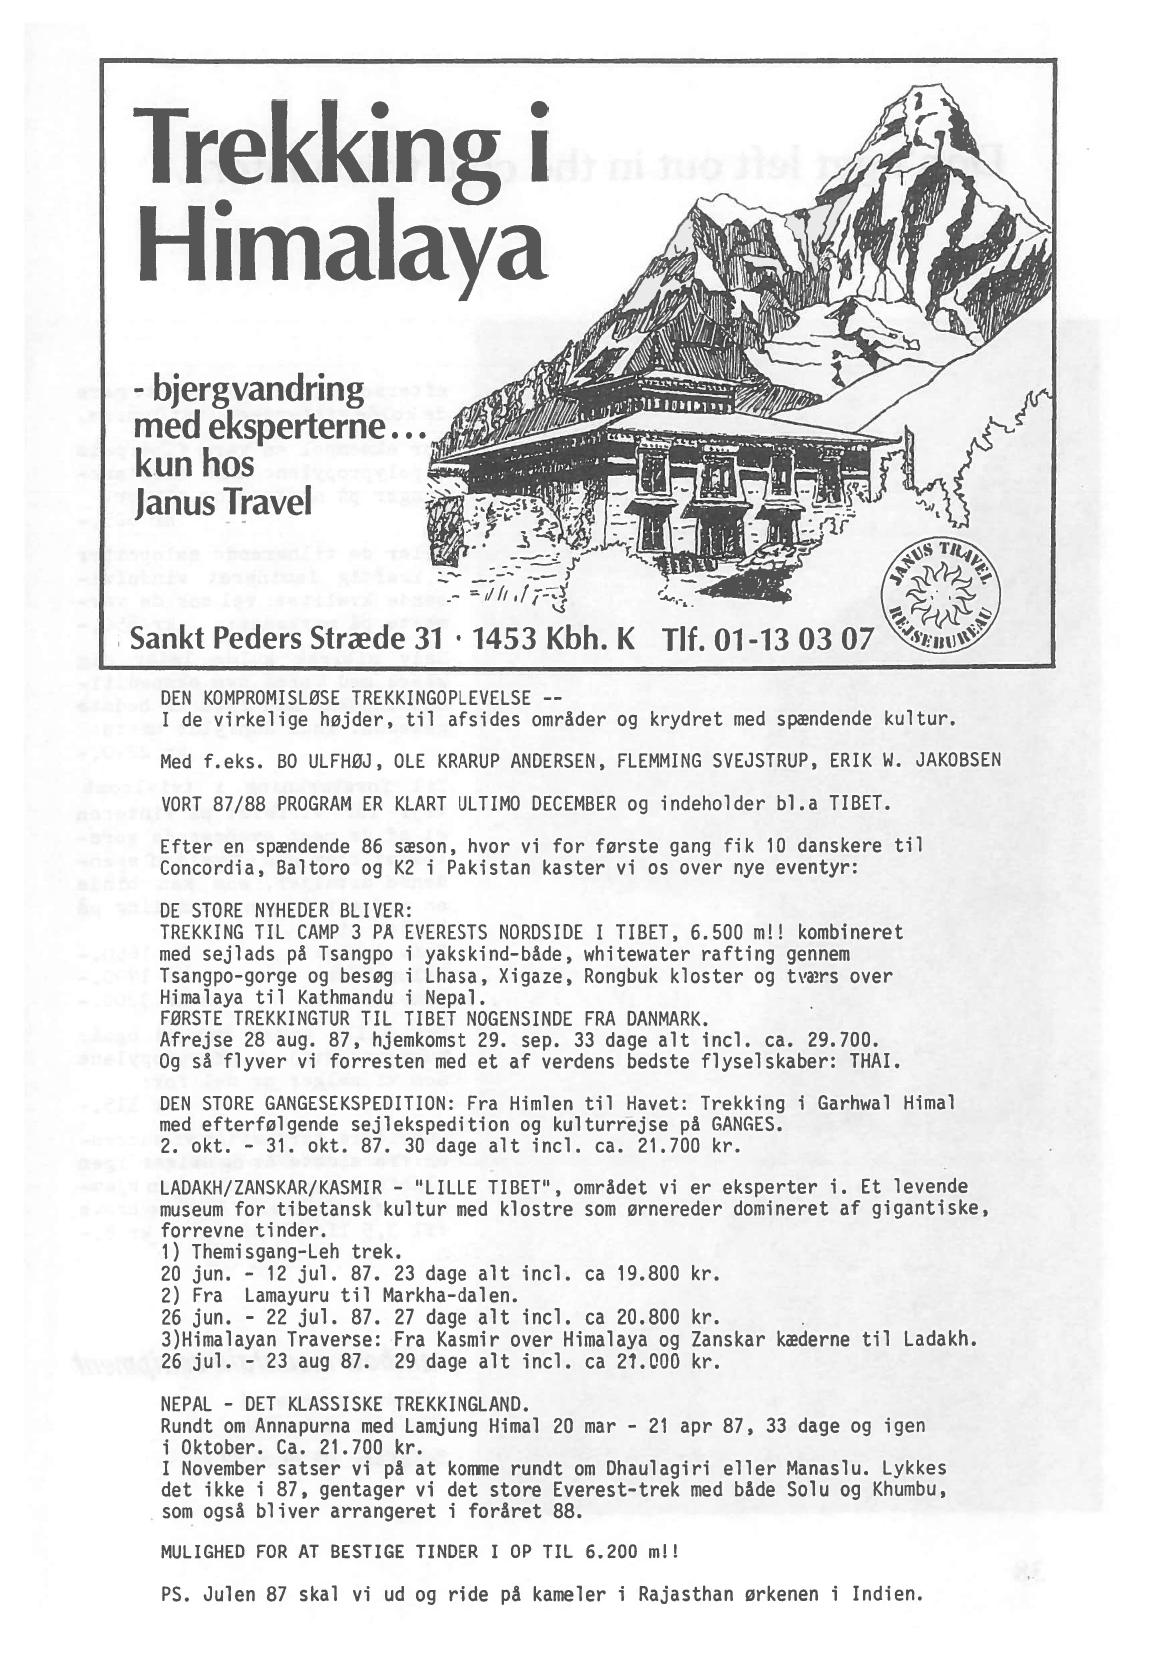 Trekking i
Himalaya
- bjergvandring
med eksperterne...
kun hos
Janus Travel
JANUS TRAVEL
REJSEBUREAU
Sankt Peders Stræde 31 · 1453 Kbh. K Tlf. 01-13 03 07
DEN KOMPROMISLØSE TREKKINGOPLEVELSE --
I de virkelige højder, til afsides områder og krydret med spændende kultur.
Med f.eks. BO ULFHØJ, OLE KRARUP ANDERSEN, FLEMMING SVEJSTRUP, ERIK W. JAKOBSEN
VORT 87/88 PROGRAM ER KLART ULTIMO DECEMBER og indeholder bl.a TIBET.
Efter en spændende 86 sæson, hvor vi for første gang fik 10 danskere til
Concordia, Baltoro og K2 i Pakistan kaster vi os over nye eventyr:
DE STORE NYHEDER BLIVER:
TREKKING TIL CAMP 3 PÅ EVERESTS NORDSIDE I TIBET, 6.500 m!! kombineret
med sejlads på Tsangpo i yakskind-både, whitewater rafting gennem
Tsangpo-gorge og besøg i Lhasa, Xigaze, Rongbuk kloster og tværs over
Himalaya til Kathmandu i Nepal.
FØRSTE TREKKINGTUR TIL TIBET NOGENSINDE FRA DANMARK.
Afrejse 28 aug. 87, hjemkomst 29. sep. 33 dage alt incl. ca. 29.700.
Og så flyver vi forresten med et af verdens bedste flyselskaber: THAI.
DEN STORE GANGESEKSPEDITION: Fra Himlen til Havet: Trekking i Garhwal Himal
med efterfølgende sejlekspedition og kulturrejse på GANGES.
2. okt. - 31. okt. 87. 30 dage alt incl. ca. 21.700 kr.
LADAKH/ZANSKAR/KASMIR - "LILLE TIBET", området vi er eksperter i. Et levende
museum for tibetansk kultur med klostre som ørnereder domineret af gigantiske,
forrevne tinder.
1) Themisgang-Leh trek.
20 jun. - 12 jul. 87. 23 dage alt incl. ca 19.800 kr.
2) Fra Lamayuru til Markha-dalen.
26 jun. - 22 jul. 87. 27 dage alt incl. ca 20.800 kr.
3)Himalayan Traverse: Fra Kasmir over Himalaya og Zanskar kæderne til Ladakh.
26 jul. - 23 aug 87. 29 dage alt incl. ca 21.000 kr.
NEPAL - DET KLASSISKE TREKKINGLAND.
Rundt om Annapurna med Lamjung Himal 20 mar - 21 apr 87, 33 dage og igen
i Oktober. Ca. 21.700 kr.
I November satser vi på at komme rundt om Dhaulagiri eller Manaslu. Lykkes
det ikke i 87, gentager vi det store Everest-trek med både Solu og Khumbu,
som også bliver arrangeret i foråret 88.
MULIGHED FOR AT BESTIGE TINDER I OP TIL 6.200 m!!
PS. Julen 87 skal vi ud og ride på kameler i Rajasthan ørkenen i Indien.